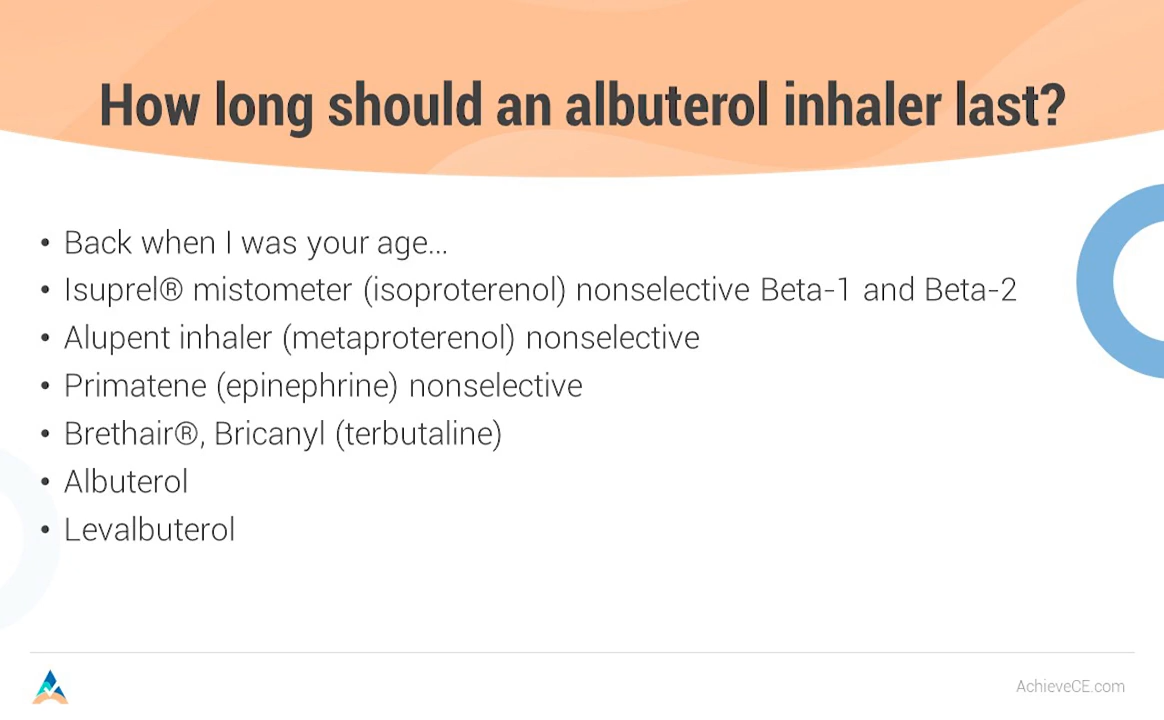 How long should an albuterol inhaler last?
• Back when I was your age...
• Isuprel® mistometer (isoproterenol) nonselective Beta-1 and Beta-2
• Alupent inhaler (metaproterenol) nonselective
• Primatene (epinephrine) nonselective
• Brethair®, Bricanyl (terbutaline)
• Albuterol
• Levalbuterol
AchieveCE.com